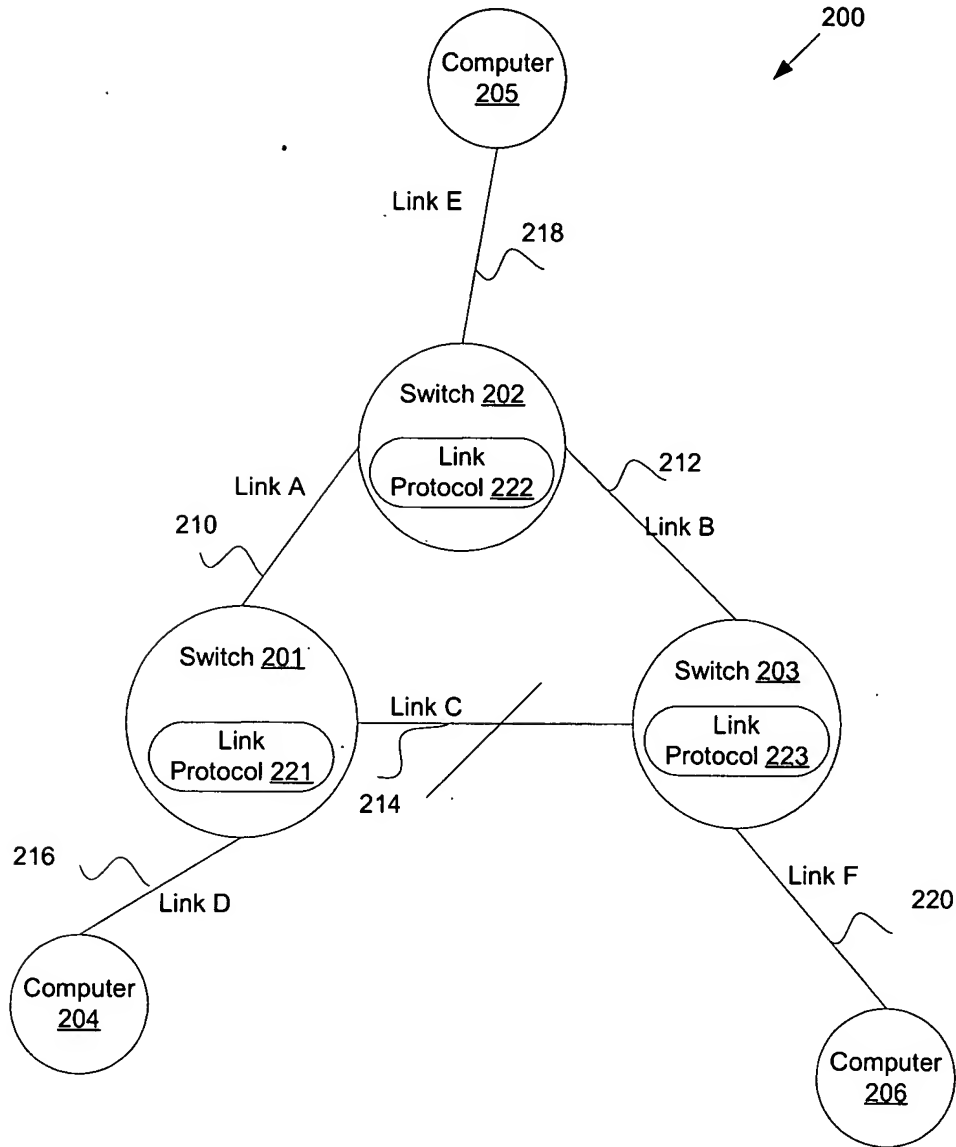 200
Computer
205
Link E
218
Switch 202
Link
Protocol 222
212
Link A
Link B
210
Switch 201
Link
Protocol 221
Switch 203
Link
Protocol 223
Link C
214
216
Link D
Link F
220
Computer
204
Computer
206